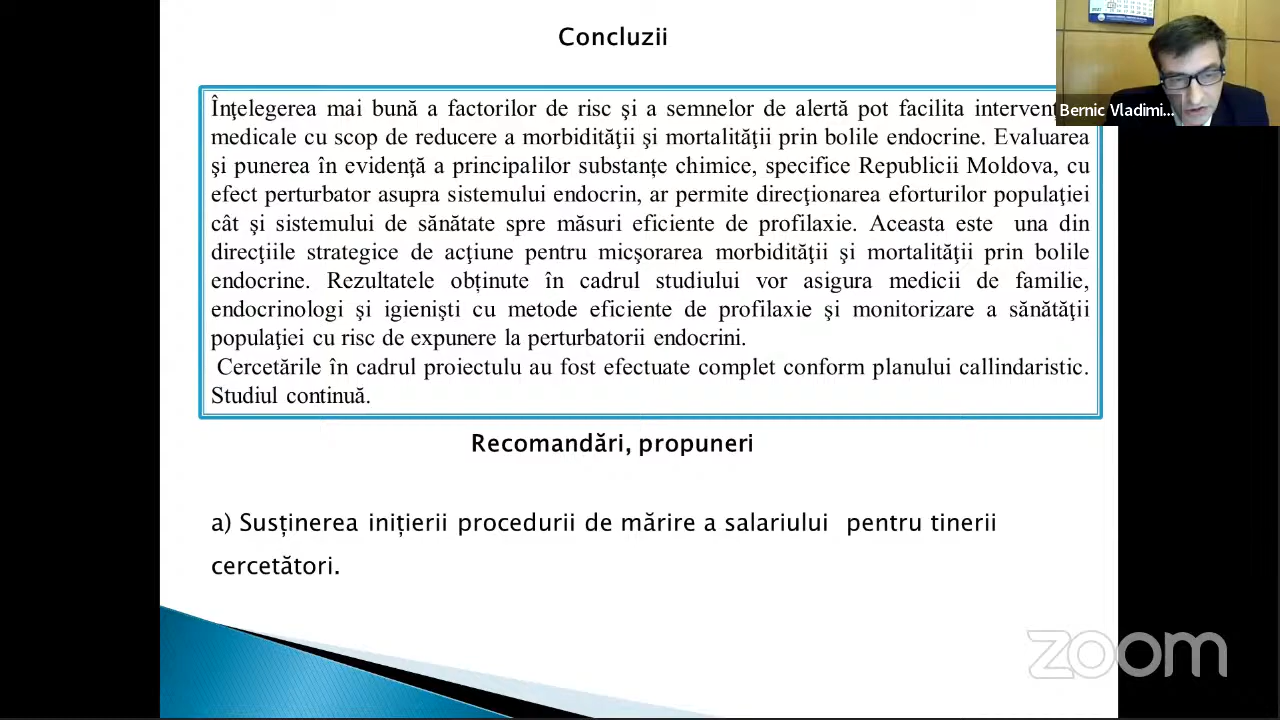 Concluzii
Înţelegerea mai bună a factorilor de risc şi a semnelor de alertă pot facilita
medicale cu scop de reducere a morbidităţii şi mortalităţii prin bolile endocrine. Evaluarea
şi punerea în evidenţă a principalilor substanțe chimice, specifice Republicii Moldova, cu
efect perturbator asupra sistemului endocrin, ar permite direcţionarea eforturilor populaţiei
cât şi sistemului de sănătate spre măsuri eficiente de profilaxie. Aceasta este una din
direcţiile strategice de acţiune pentru micşorarea morbidităţii şi mortalităţii prin bolile
endocrine. Rezultatele obținute în cadrul studiului vor asigura medicii de familie,
endocrinologi şi igienişti cu metode eficiente de profilaxie şi monitorizare a sănătăţii
populaţiei cu risc de expunere la perturbatorii endocrini.
Cercetările în cadrul proiectulu au fost efectuate complet conform planului callindaristic.
Studiul continuă.
Recomandări, propuneri
a) Susținerea inițierii procedurii de mărire a salariului pentru tinerii
cercetători.
Bernic Vladimi...
zoom